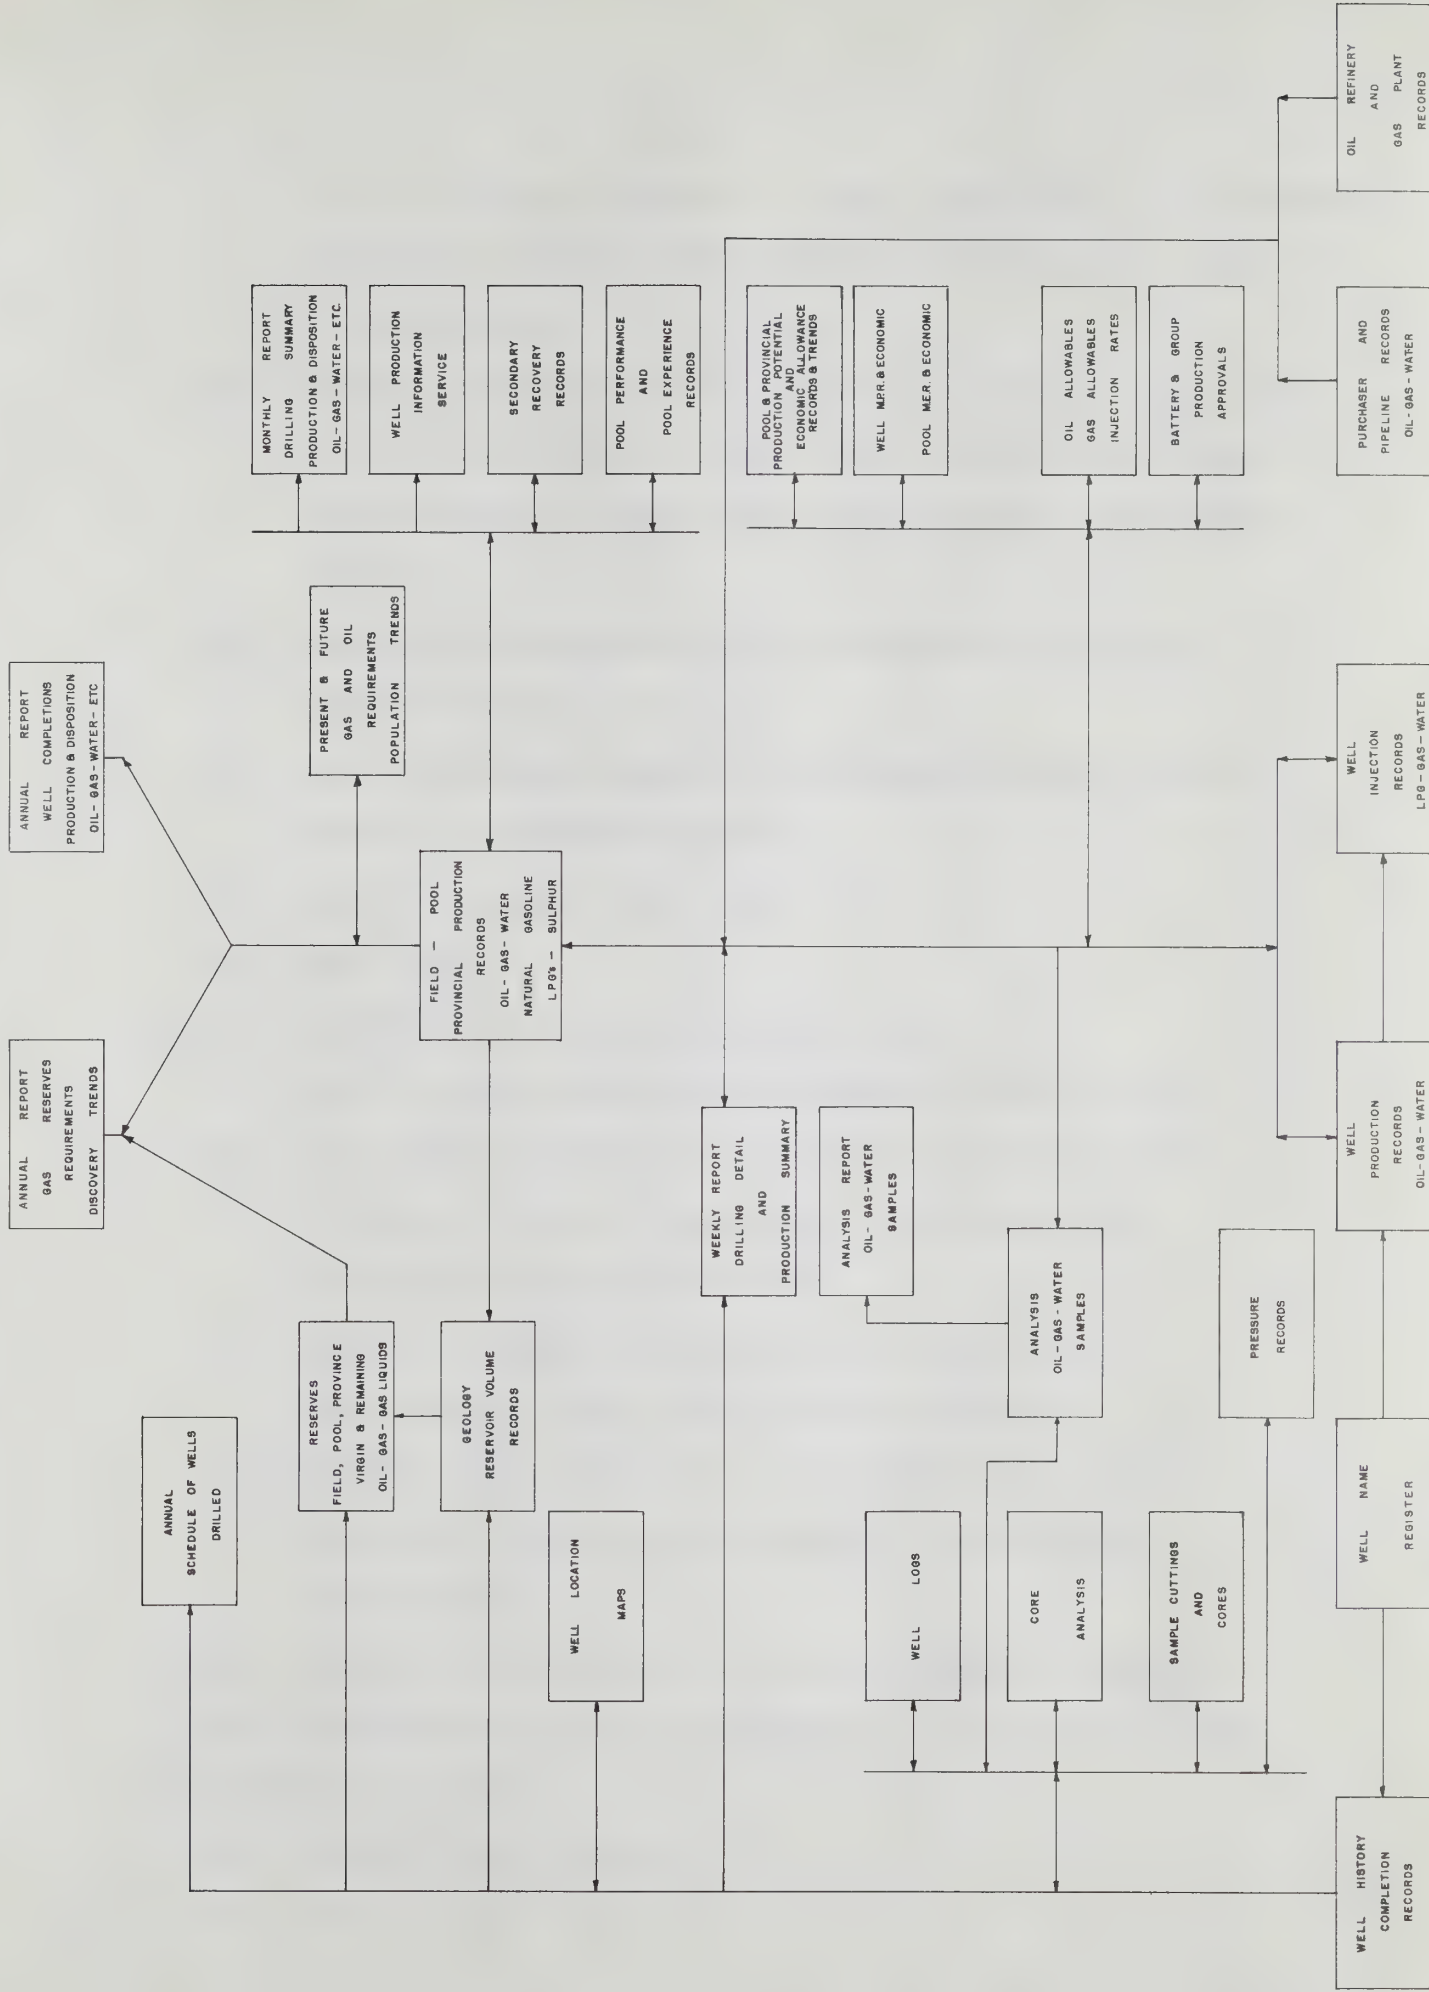 ANNUAL REPORT
GAS RESERVES
REQUIREMENTS
DISCOVERY TRENDS
ANNUAL REPORT
WELL COMPLETIONS
PRODUCTION & DISPOSITION
OIL-GAS-WATER-ETC
ANNUAL
SCHEDULE OF WELLS
DRILLED
MONTHLY REPORT
DRILLING SUMMARY
PRODUCTION & DISPOSITION
OIL-GAS-WATER-ETC.
RESERVES
FIELD, POOL, PROVINCE
VIRGIN & REMAINING
OIL-GAS-GAS LIQUIDS
PRESENT & FUTURE
GAS AND OIL
REQUIREMENTS
POPULATION TRENDS
WELL PRODUCTION
INFORMATION
SERVICE
GEOLOGY
RESERVOIR VOLUME
RECORDS
FIELD - POOL
PROVINCIAL PRODUCTION
RECORDS
OIL-GAS-WATER
NATURAL GASOLINE
LPG's - SULPHUR
SECONDARY
RECOVERY
RECORDS
WELL LOCATION
MAPS
POOL PERFORMANCE
AND
POOL EXPERIENCE
RECORDS
WEEKLY REPORT
DRILLING DETAIL
AND
PRODUCTION SUMMARY
POOL & PROVINCIAL
PRODUCTION POTENTIAL
AND
ECONOMIC ALLOWANCE
RECORDS & TRENDS
ANALYSIS REPORT
OIL-GAS-WATER
SAMPLES
WELL M.P.R. & ECONOMIC
POOL M.E.R. & ECONOMIC
WELL LOGS
CORE
ANALYSIS
ANALYSIS
OIL-GAS-WATER
SAMPLES
OIL ALLOWABLES
GAS ALLOWABLES
INJECTION RATES
SAMPLE CUTTINGS
AND
CORES
BATTERY & GROUP
PRODUCTION
APPROVALS
PRESSURE
RECORDS
WELL HISTORY
COMPLETION
RECORDS
WELL NAME
REGISTER
WELL
PRODUCTION
RECORDS
OIL-GAS-WATER
WELL
INJECTION
RECORDS
LPG-GAS-WATER
PURCHASER AND
PIPELINE RECORDS
OIL-GAS-WATER
OIL REFINERY
AND
GAS PLANT
RECORDS